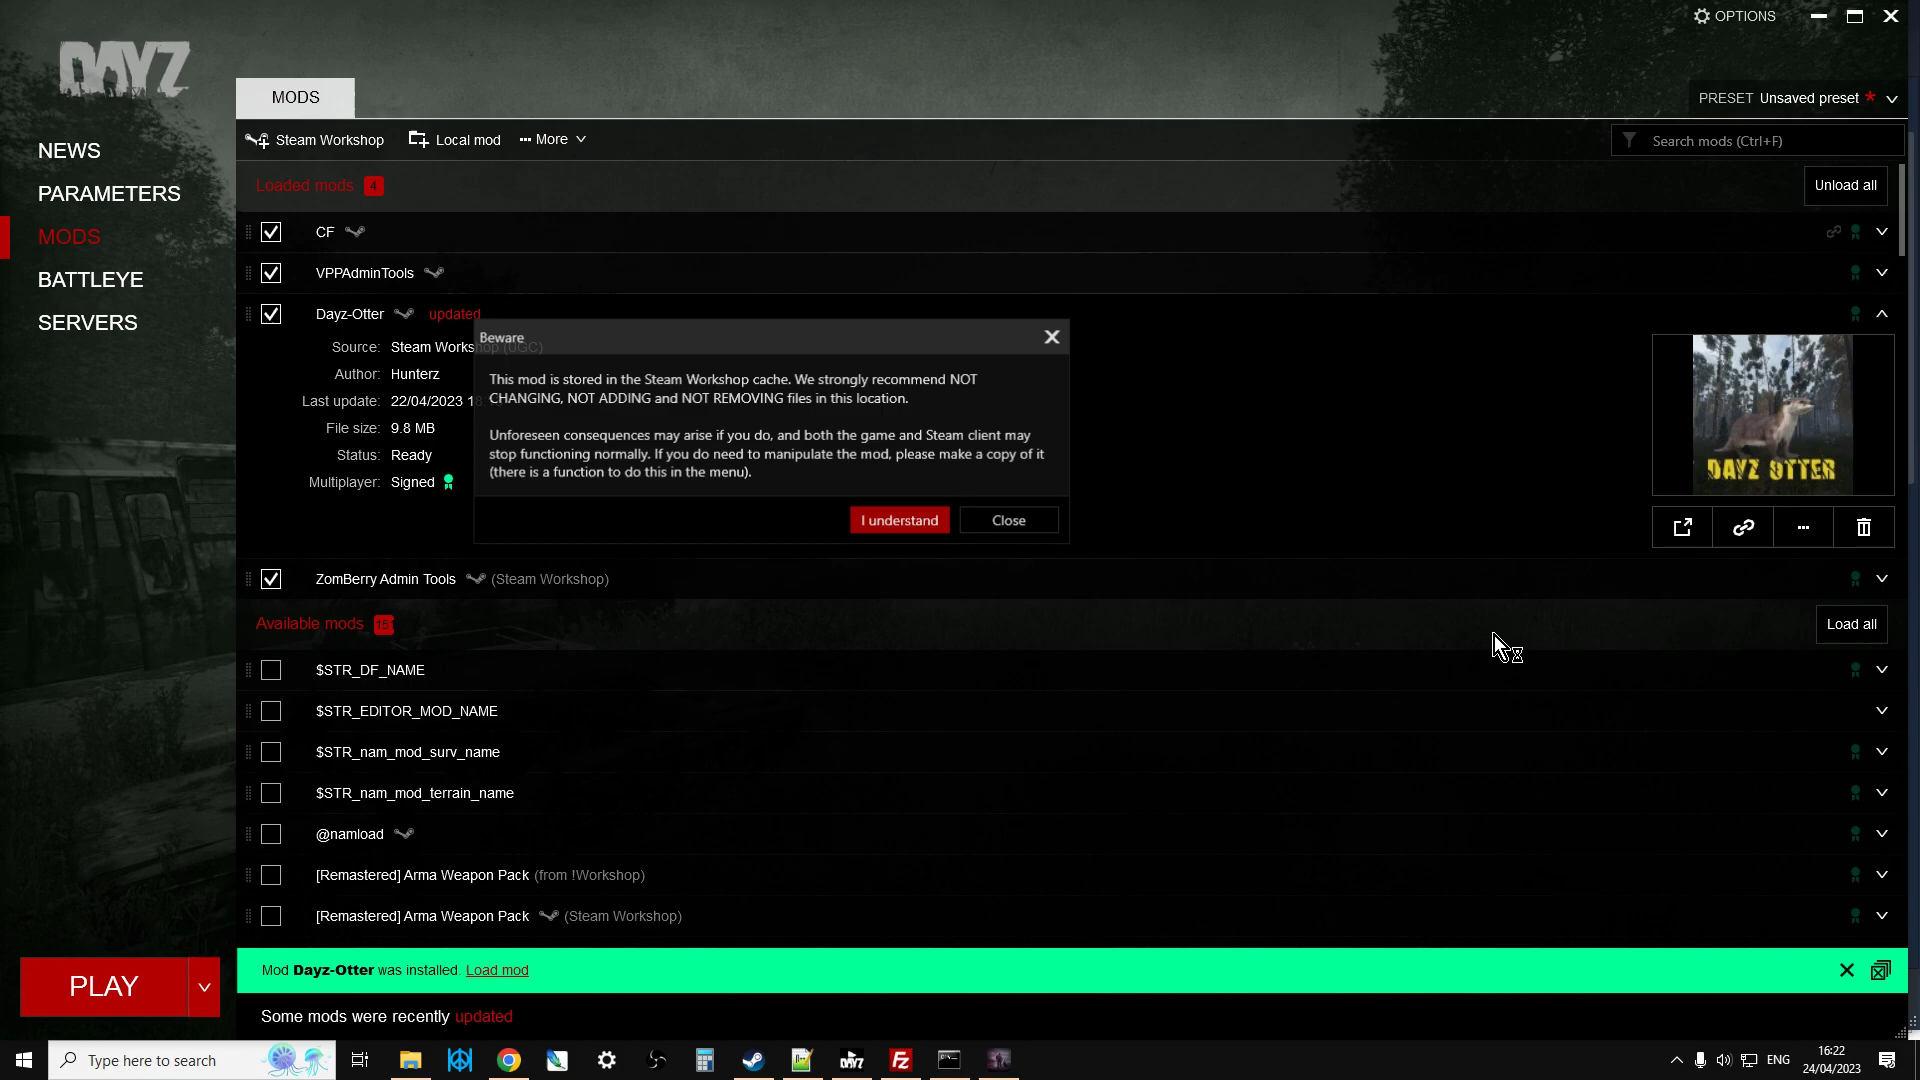 OPTIONS
DAYZ
MODS
PRESET Unsaved preset *
Steam Workshop
Local mod
··· More
Search mods (Ctrl+F)
NEWS
PARAMETERS
MODS
BATTLEYE
SERVERS
Loaded mods 4
Unload all
CF
VPPAdminTools
Dayz-Otter updated
Source: Steam Workshop (UGC)
Author: Hunterz
Last update: 22/04/2023 18
File size: 9.8 MB
Status: Ready
Multiplayer: Signed
Beware
This mod is stored in the Steam Workshop cache. We strongly recommend NOT
CHANGING, NOT ADDING and NOT REMOVING files in this location.
Unforeseen consequences may arise if you do, and both the game and Steam client may
stop functioning normally. If you do need to manipulate the mod, please make a copy of it
(there is a function to do this in the menu).
I understand
Close
DAYZ OTTER
ZomBerry Admin Tools (Steam Workshop)
Available mods 151
Load all
$STR_DF_NAME
$STR_EDITOR_MOD_NAME
$STR_nam_mod_surv_name
$STR_nam_mod_terrain_name
@namload
[Remastered] Arma Weapon Pack (from !Workshop)
[Remastered] Arma Weapon Pack (Steam Workshop)
Mod Dayz-Otter was installed. Load mod
PLAY
Some mods were recently updated
Type here to search
DAYZ
Fz
ENG
16:22
24/04/2023